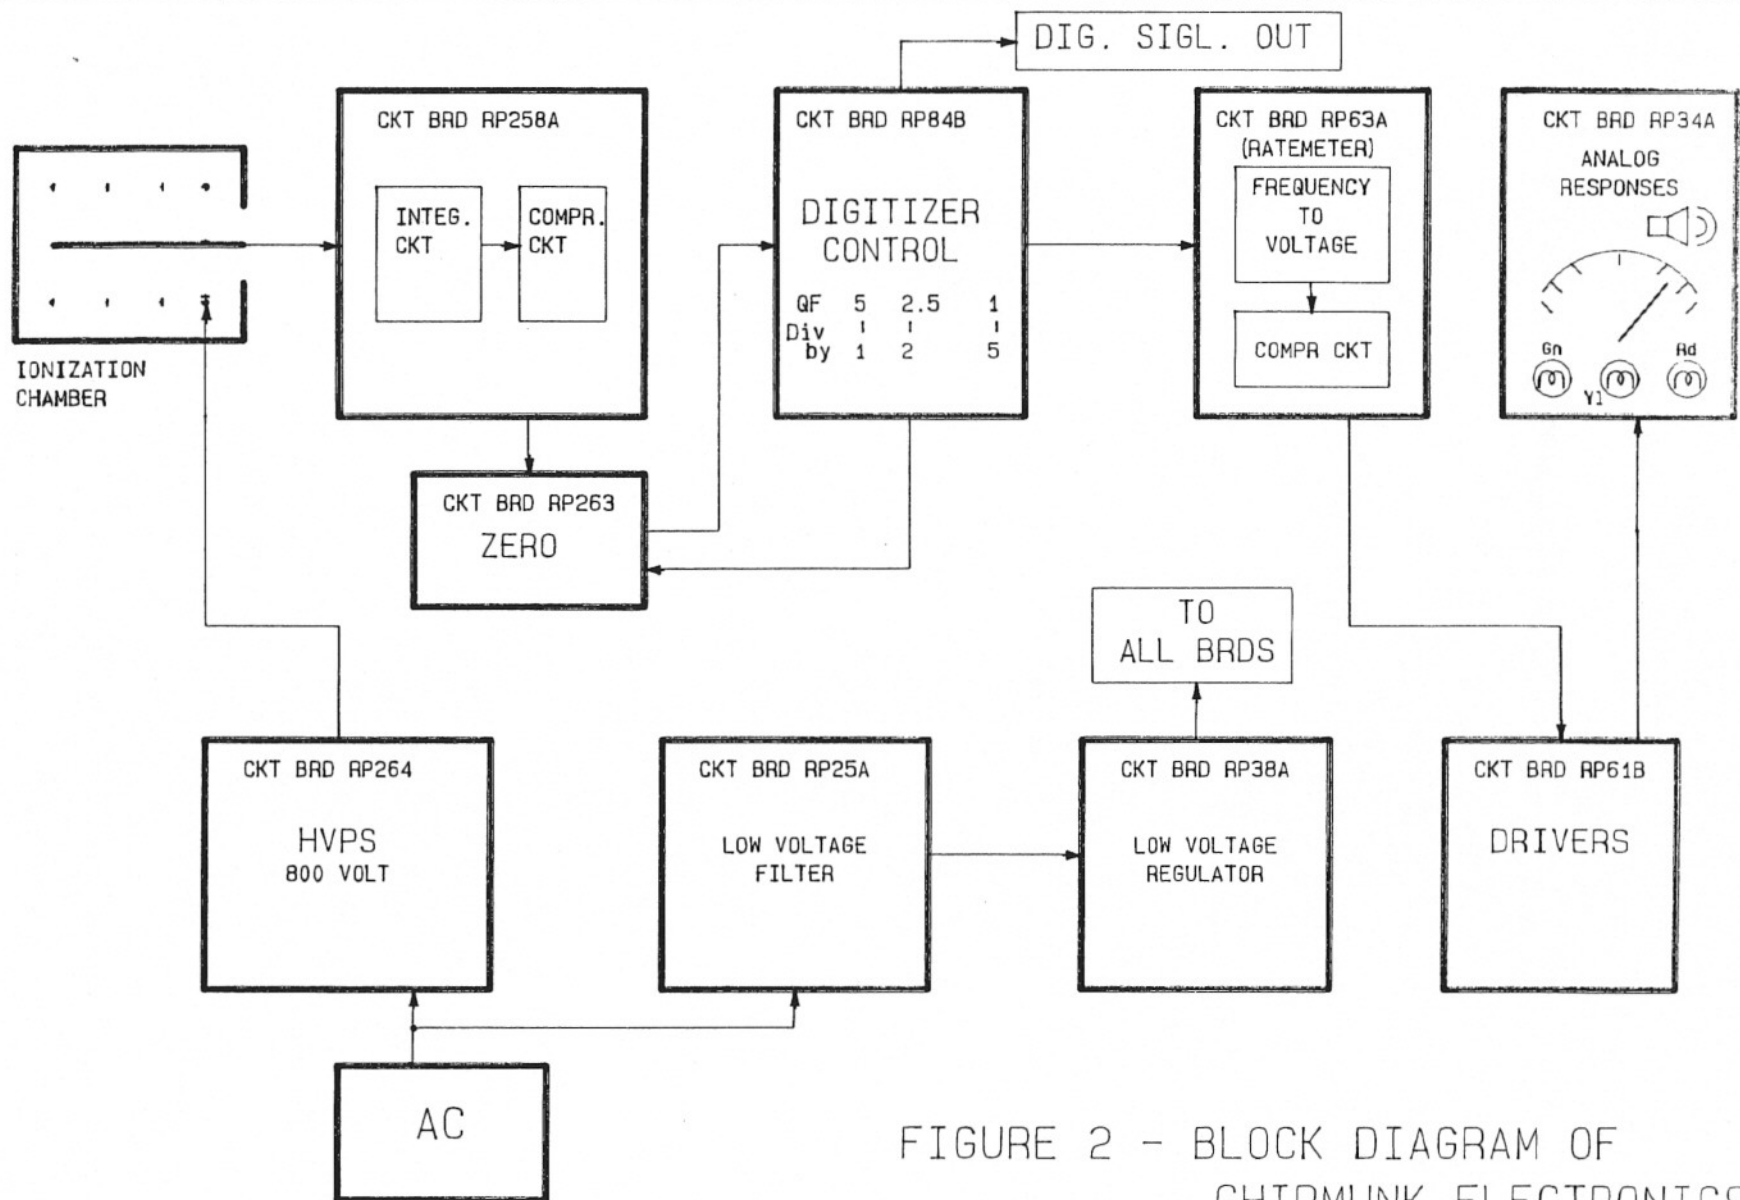 DIG. SIGL. OUT
CKT BRD RP258A
INTEG.
CKT
COMPR.
CKT
CKT BRD RP84B
DIGITIZER
CONTROL
QF 5 2.5 1
Div
by 1 2 5
CKT BRD RP63A
(RATEMETER)
FREQUENCY
TO
VOLTAGE
COMPR CKT
CKT BRD RP34A
ANALOG
RESPONSES
Gn
Yl
Rd
IONIZATION
CHAMBER
CKT BRD RP263
ZERO
TO
ALL BRDS
CKT BRD RP264
HVPS
800 VOLT
CKT BRD RP25A
LOW VOLTAGE
FILTER
CKT BRD RP38A
LOW VOLTAGE
REGULATOR
CKT BRD RP61B
DRIVERS
AC
FIGURE 2 - BLOCK DIAGRAM OF
CHIPMUNK ELECTRONICS